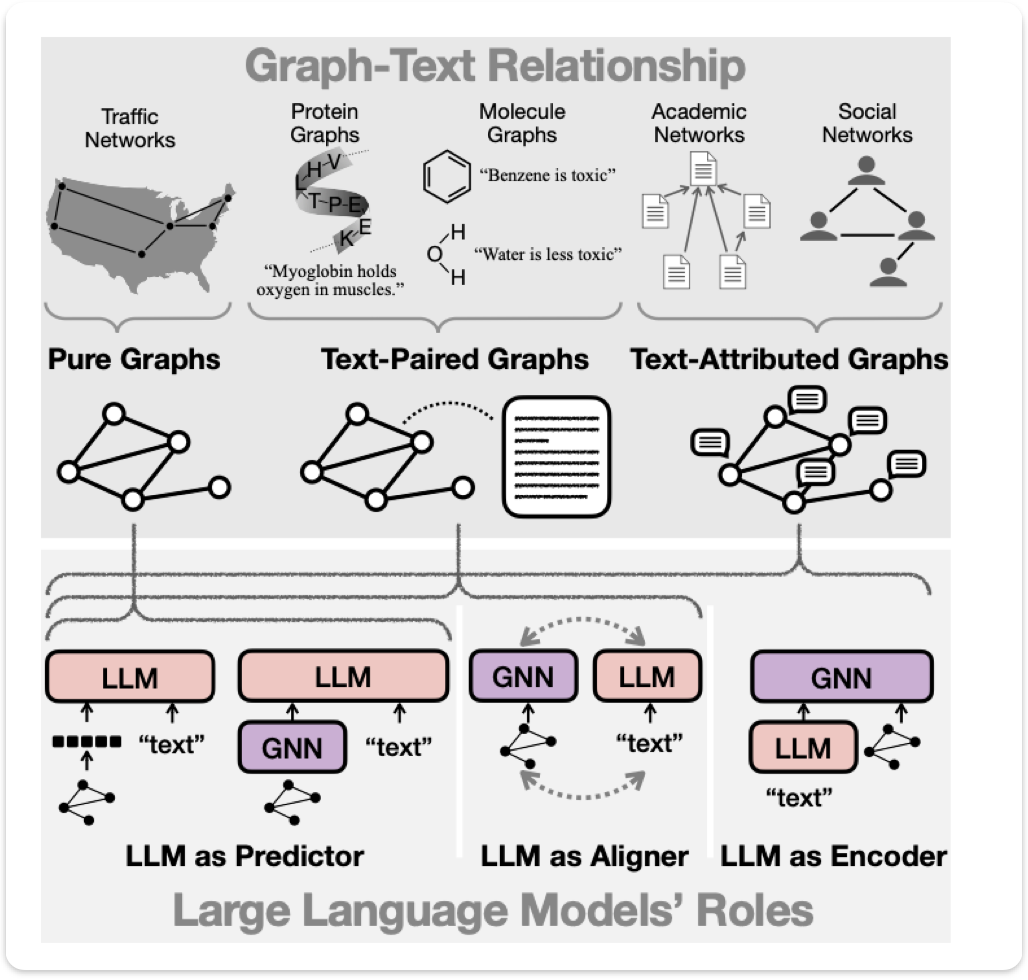 Graph-Text Relationship
Traffic
Networks
Protein
Graphs
Molecule
Graphs
Academic
Networks
Social
Networks
H-V
L
T-P-E
E
K
“Myoglobin holds
oxygen in muscles.”
“Benzene is toxic”
H
O
H
“Water is less toxic”
Pure Graphs
Text-Paired Graphs
Text-Attributed Graphs
LLM
“text”
LLM
GNN
“text”
LLM as Predictor
GNN
LLM
“text”
LLM as Aligner
GNN
LLM
“text”
LLM as Encoder
Large Language Models’ Roles